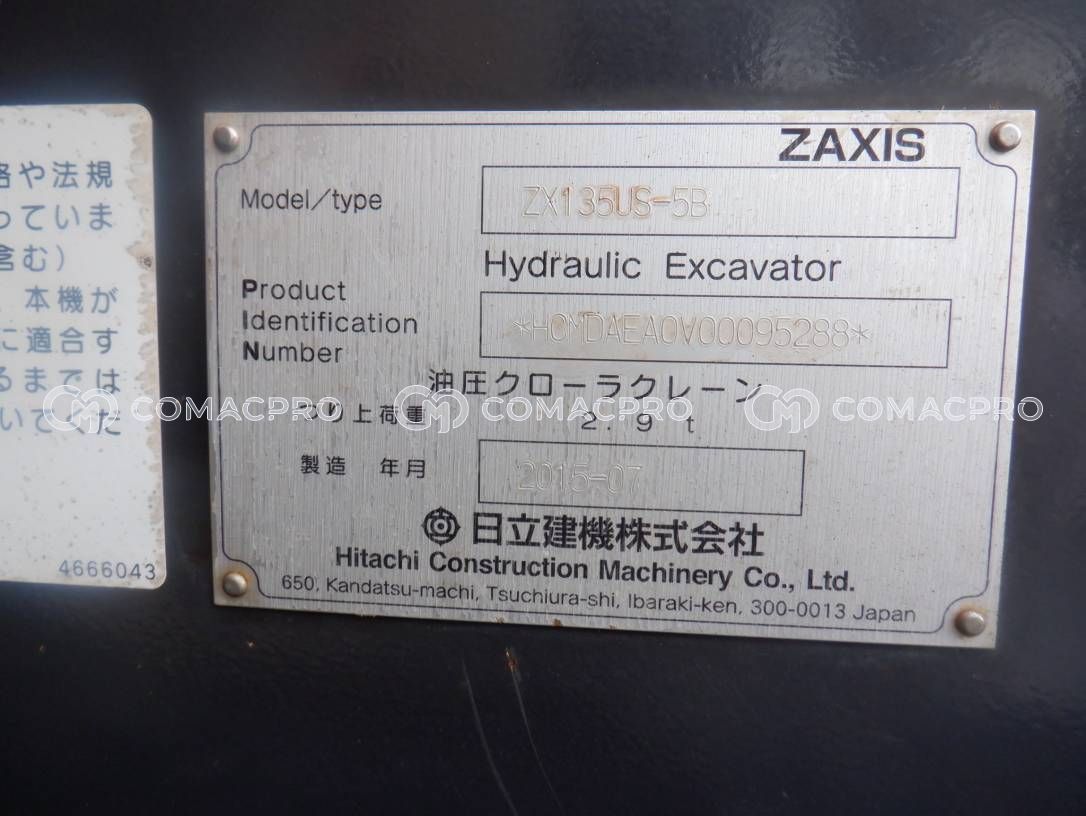 格や法規
っていま
含む)
本機が
に適合す
るまでは
いてくだ
4666043
ZAXIS
Model/type
ZX135US-5B
Hydraulic Excavator
Product
Identification
Number
*HCMDAEA0V00095288*
油圧クローラクレーン
つり上荷重 2.9 t
COMACPRO COMACPRO COMACPRO
製造 年月
2015-07
日立建機株式会社
Hitachi Construction Machinery Co., Ltd.
650, Kandatsu-machi, Tsuchiura-shi, Ibaraki-ken, 300-0013 Japan